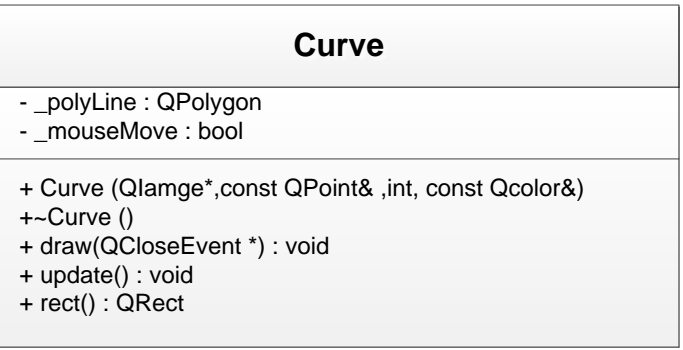 Curve
- _polyLine : QPolygon
- _mouseMove : bool
+ Curve (QIamge*,const QPoint& ,int, const Qcolor&)
+~Curve ()
+ draw(QCloseEvent *) : void
+ update() : void
+ rect() : QRect